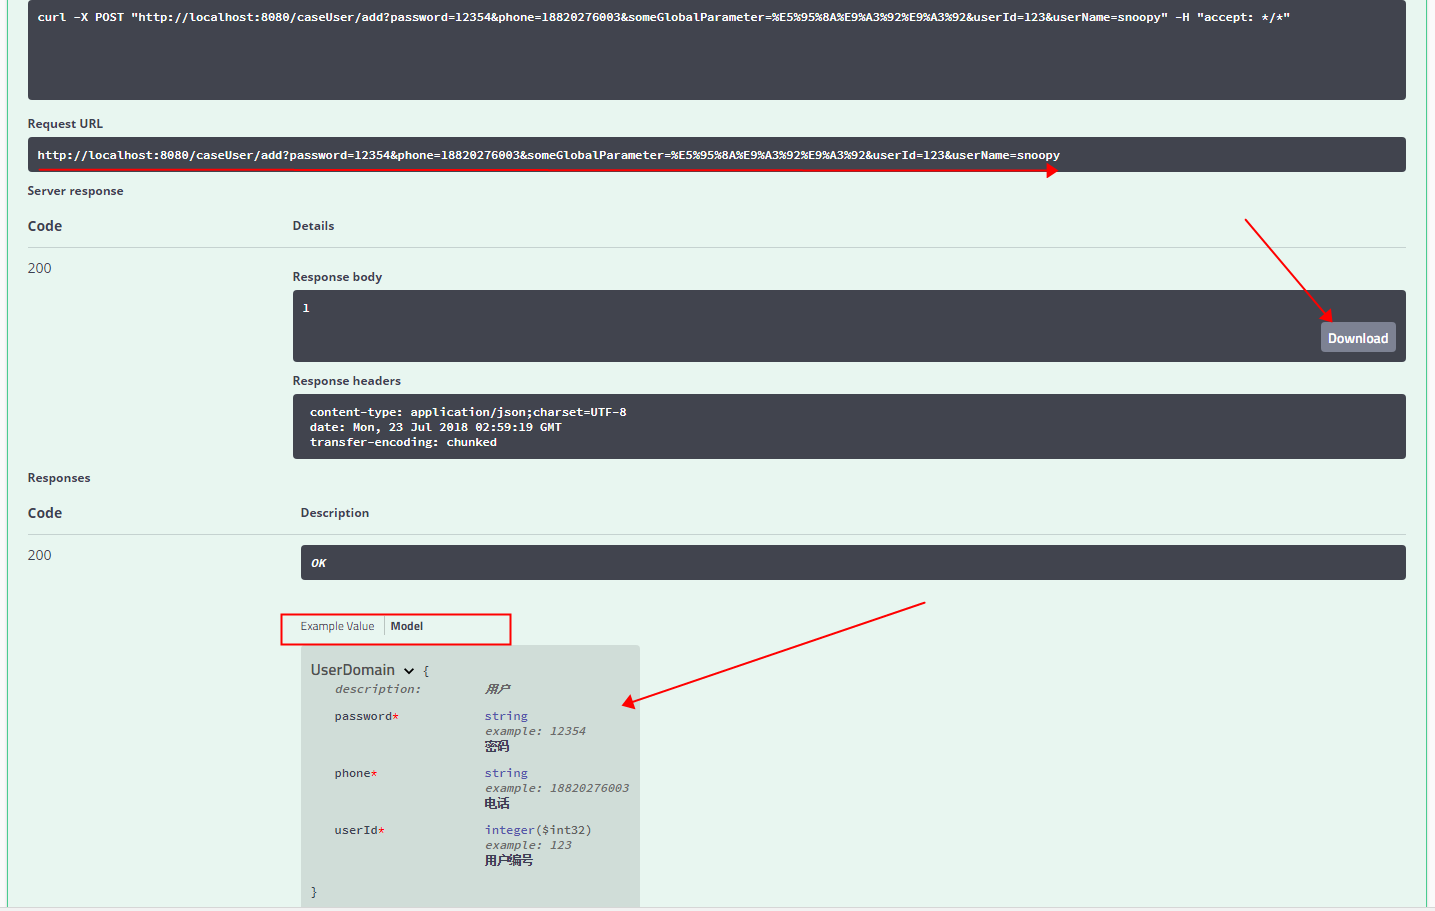 curl -X POST "http://localhost:8080/caseUser/add?password=12354&phone=18820276003&someGlobalParameter=%E5%95%8A%E9%A3%92%E9%A3%92&userId=123&userName=snoopy" -H "accept: */*"
Request URL
http://localhost:8080/caseUser/add?password=12354&phone=18820276003&someGlobalParameter=%E5%95%8A%E9%A3%92%E9%A3%92&userId=123&userName=snoopy
Server response
Code Details
200
Response body
1
Download
Response headers
content-type: application/json;charset=UTF-8
date: Mon, 23 Jul 2018 02:59:19 GMT
transfer-encoding: chunked
Responses
Code Description
200
OK
Example Value Model
UserDomain {
description: 用户
password* string
example: 12354
密码
phone* string
example: 18820276003
电话
userId* integer($int32)
example: 123
用户编号
}